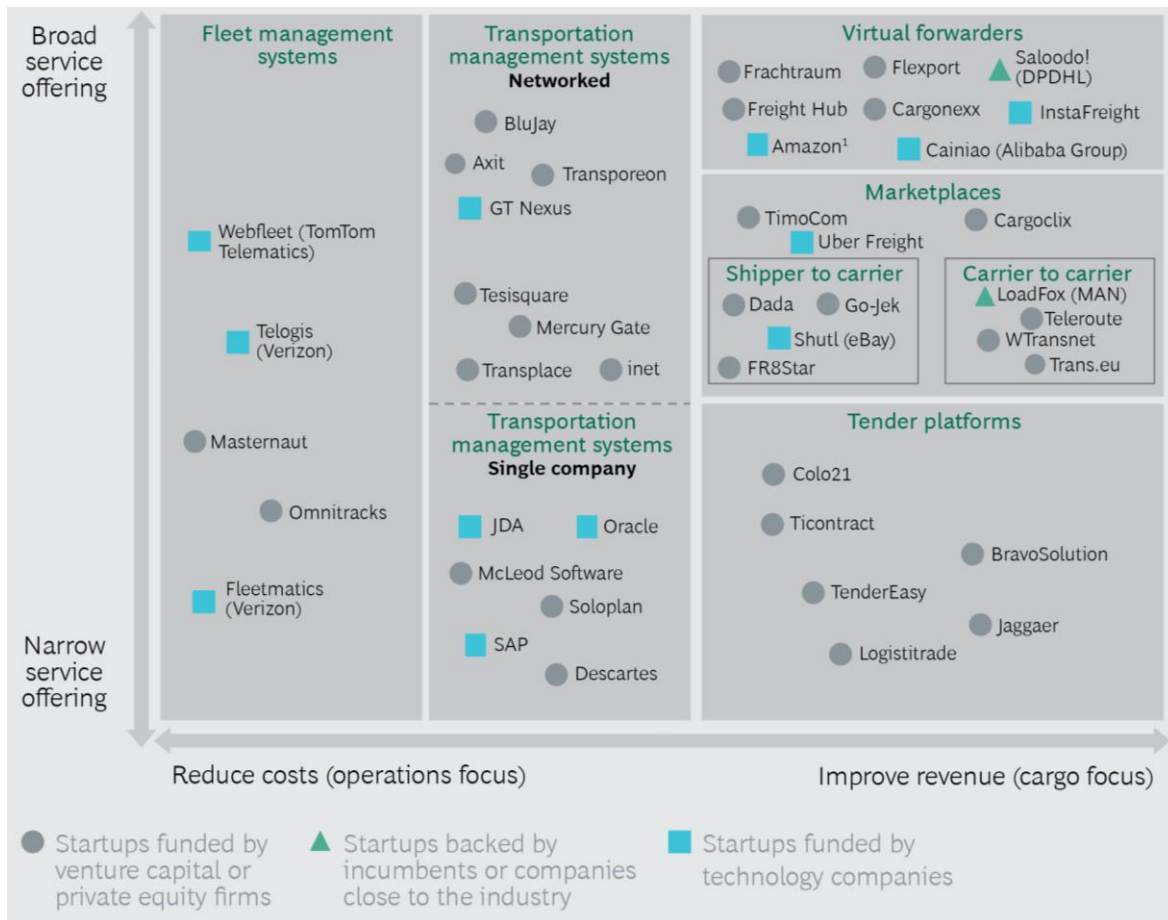 Broad
service
offering
Narrow
service
offering
Fleet management
systems
Webfleet (TomTom
Telematics)
Telogis
(Verizon)
Masternaut
Omnitracks
Fleetmatics
(Verizon)
Transportation
management systems
Networked
BluJay
Axit
Transporeon
GT Nexus
Tesisquare
Mercury Gate
Transplace
inet
Transportation
management systems
Single company
JDA
Oracle
McLeod Software
Soloplan
SAP
Descartes
Virtual forwarders
Frachtraum
Flexport
Saloodo!
(DPDHL)
Freight Hub
Cargonexx
InstaFreight
Amazon¹
Cainiao (Alibaba Group)
Marketplaces
TimoCom
Cargoclix
Uber Freight
Shipper to carrier
Dada
Go-Jek
Shutl (eBay)
FR8Star
Carrier to carrier
LoadFox (MAN)
Teleroute
WTransnet
Trans.eu
Tender platforms
Colo21
Ticontract
BravoSolution
TenderEasy
Jaggaer
Logistitrade
Reduce costs (operations focus)
Improve revenue (cargo focus)
Startups funded by
venture capital or
private equity firms
Startups backed by
incumbents or companies
close to the industry
Startups funded by
technology companies